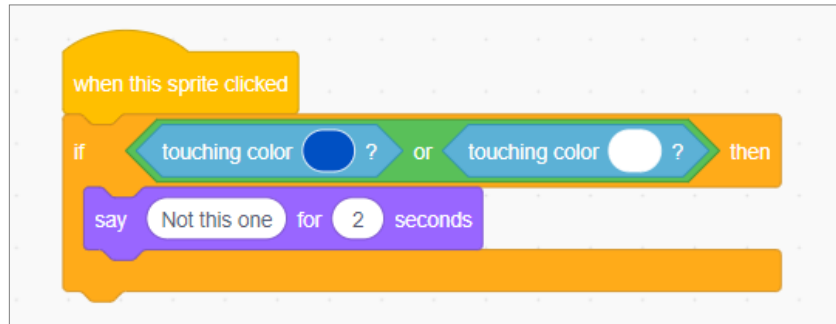 when this sprite clicked
if touching color ? or touching color ? then
say Not this one for 2 seconds